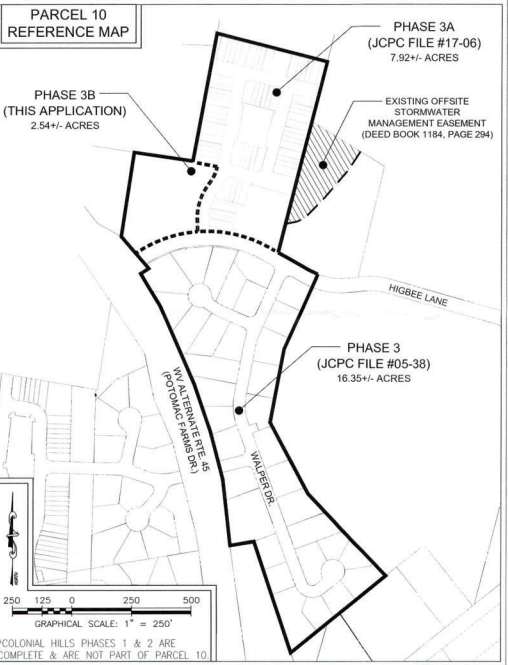 PARCEL 10
REFERENCE MAP
PHASE 3A
(JCPC FILE #17-06)
7.92+/- ACRES
PHASE 3B
(THIS APPLICATION)
2.54+/- ACRES
EXISTING OFFSITE
STORMWATER
MANAGEMENT EASEMENT
(DEED BOOK 1184, PAGE 294)
HIGBEE LANE
PHASE 3
(JCPC FILE #05-38)
16.35+/- ACRES
WV ALTERNATE RTE. 45
(POTOMAC FARMS DR.)
WALPER DR.
NORTH
250 125 0 250 500
GRAPHICAL SCALE: 1" = 250'
*COLONIAL HILLS PHASES 1 & 2 ARE
COMPLETE & ARE NOT PART OF PARCEL 10.